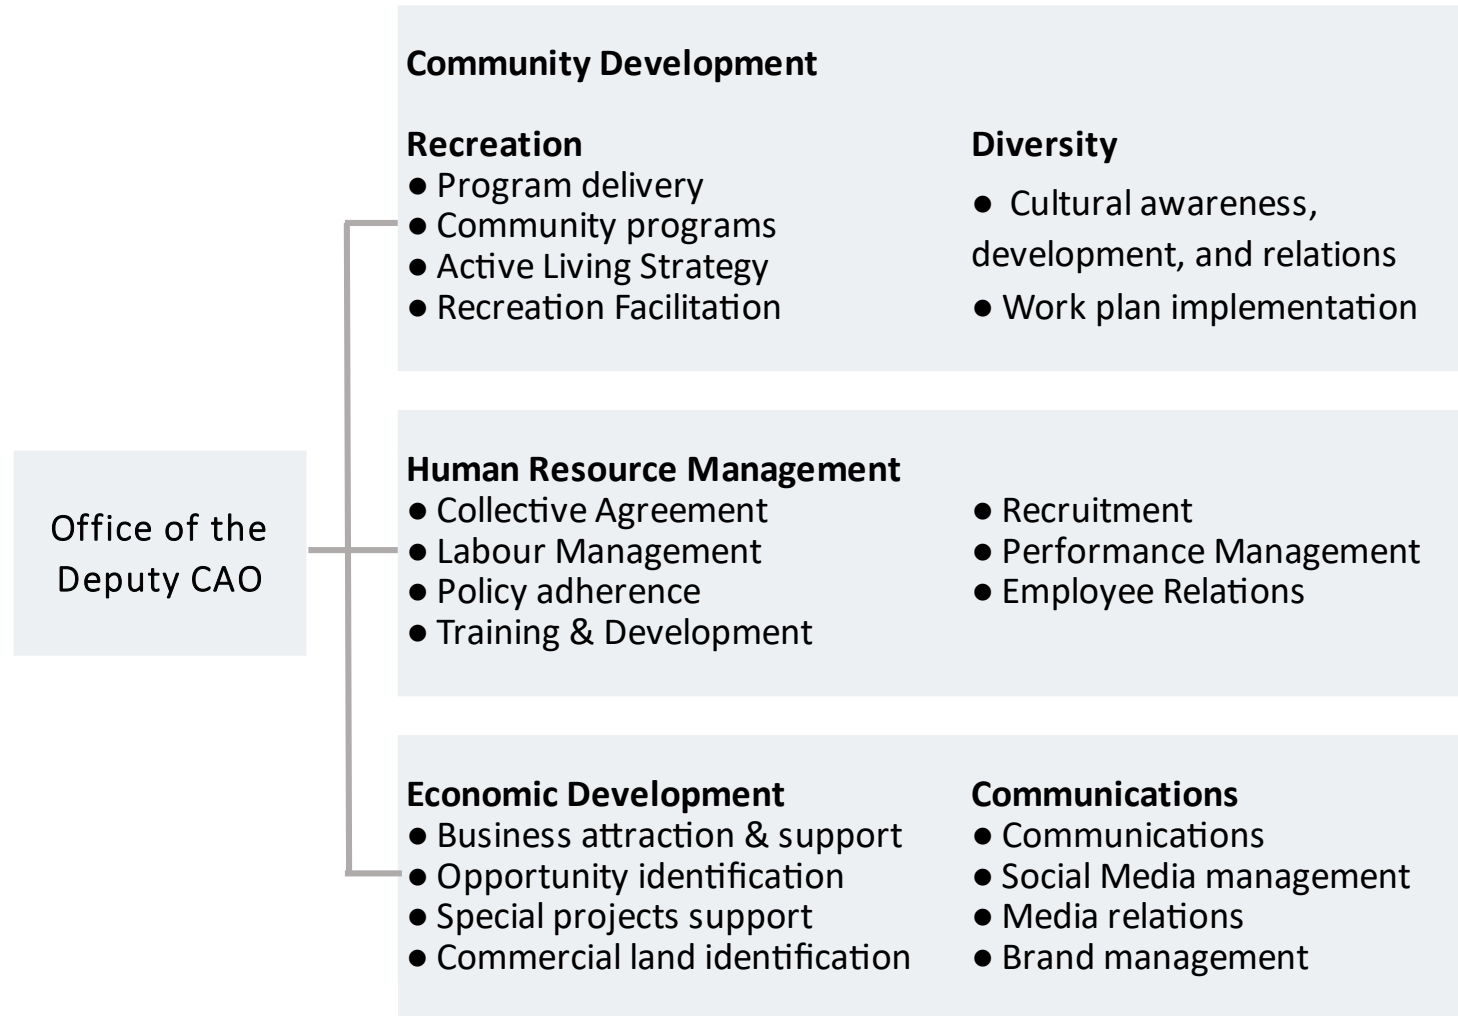 Office of the
Deputy CAO
Community Development
Recreation
● Program delivery
● Community programs
● Active Living Strategy
● Recreation Facilitation
Diversity
● Cultural awareness,
development, and relations
● Work plan implementation
Human Resource Management
● Collective Agreement
● Labour Management
● Policy adherence
● Training & Development
● Recruitment
● Performance Management
● Employee Relations
Economic Development
● Business attraction & support
● Opportunity identification
● Special projects support
● Commercial land identification
Communications
● Communications
● Social Media management
● Media relations
● Brand management